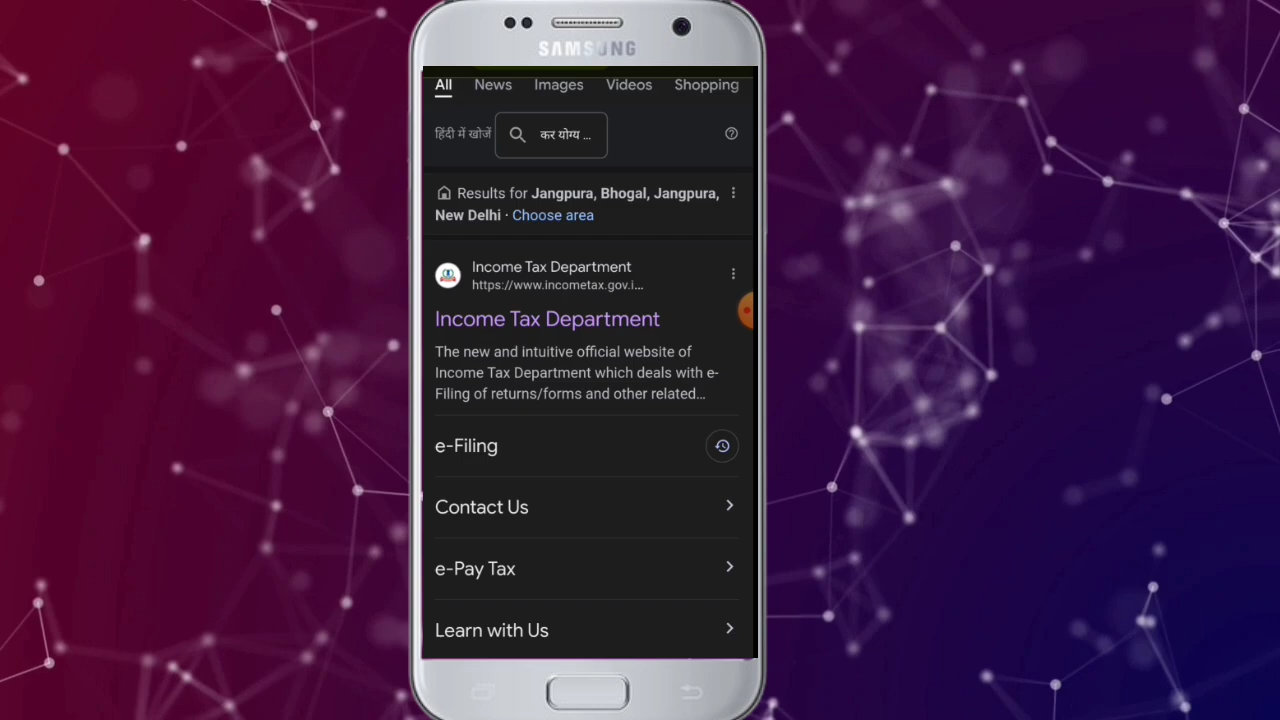 SAMSUNG
All News Images Videos Shopping
हिंदी में खोजें कर योग्य ...
Results for Jangpura, Bhogal, Jangpura,
New Delhi · Choose area
Income Tax Department
https://www.incometax.gov.i...
Income Tax Department
The new and intuitive official website of
Income Tax Department which deals with e-
Filing of returns/forms and other related...
e-Filing
Contact Us
e-Pay Tax
Learn with Us